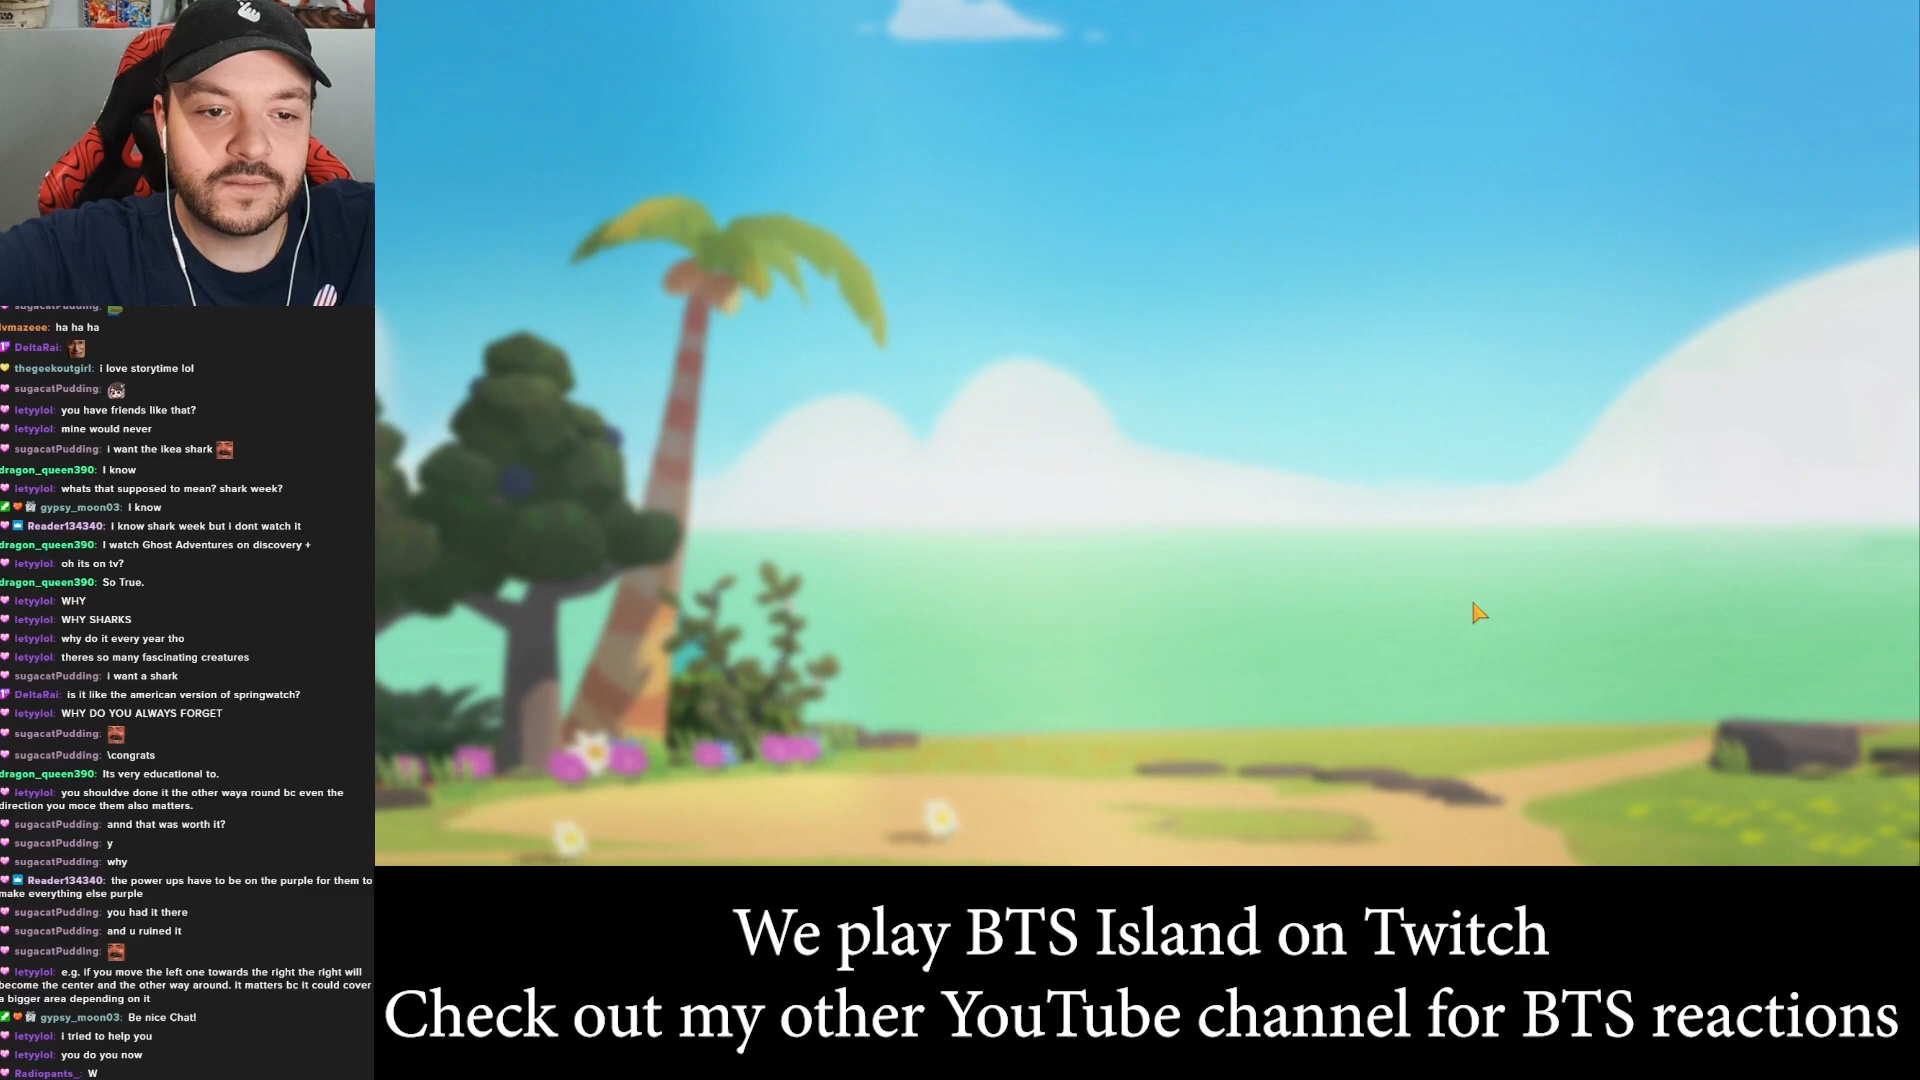 sugacatPudding:
lvmazeee: ha ha ha
DeltaRai:
thegeekoutgirl: i love storytime lol
sugacatPudding:
letyylol: you have friends like that?
letyylol: mine would never
sugacatPudding: i want the ikea shark
dragon_queen390: I know
letyylol: whats that supposed to mean? shark week?
gypsy_moon03: I know
Reader134340: I know shark week but i dont watch it
dragon_queen390: I watch Ghost Adventures on discovery +
letyylol: oh its on tv?
dragon_queen390: So True.
letyylol: WHY
letyylol: WHY SHARKS
letyylol: why do it every year tho
letyylol: theres so many fascinating creatures
sugacatPudding: i want a shark
DeltaRai: is it like the american version of springwatch?
letyylol: WHY DO YOU ALWAYS FORGET
sugacatPudding:
sugacatPudding: \congrats
dragon_queen390: Its very educational to.
letyylol: you shouldve done it the other waya round bc even the
direction you moce them also matters.
sugacatPudding: annd that was worth it?
sugacatPudding: y
sugacatPudding: why
Reader134340: the power ups have to be on the purple for them to
make everything else purple
sugacatPudding: you had it there
sugacatPudding: and u ruined it
sugacatPudding:
letyylol: e.g. if you move the left one towards the right the right will
become the center and the other way around. it matters bc it could cover
a bigger area depending on it
gypsy_moon03: Be nice Chat!
letyylol: i tried to help you
letyylol: you do you now
Radiopants_: W
We play BTS Island on Twitch
Check out my other YouTube channel for BTS reactions